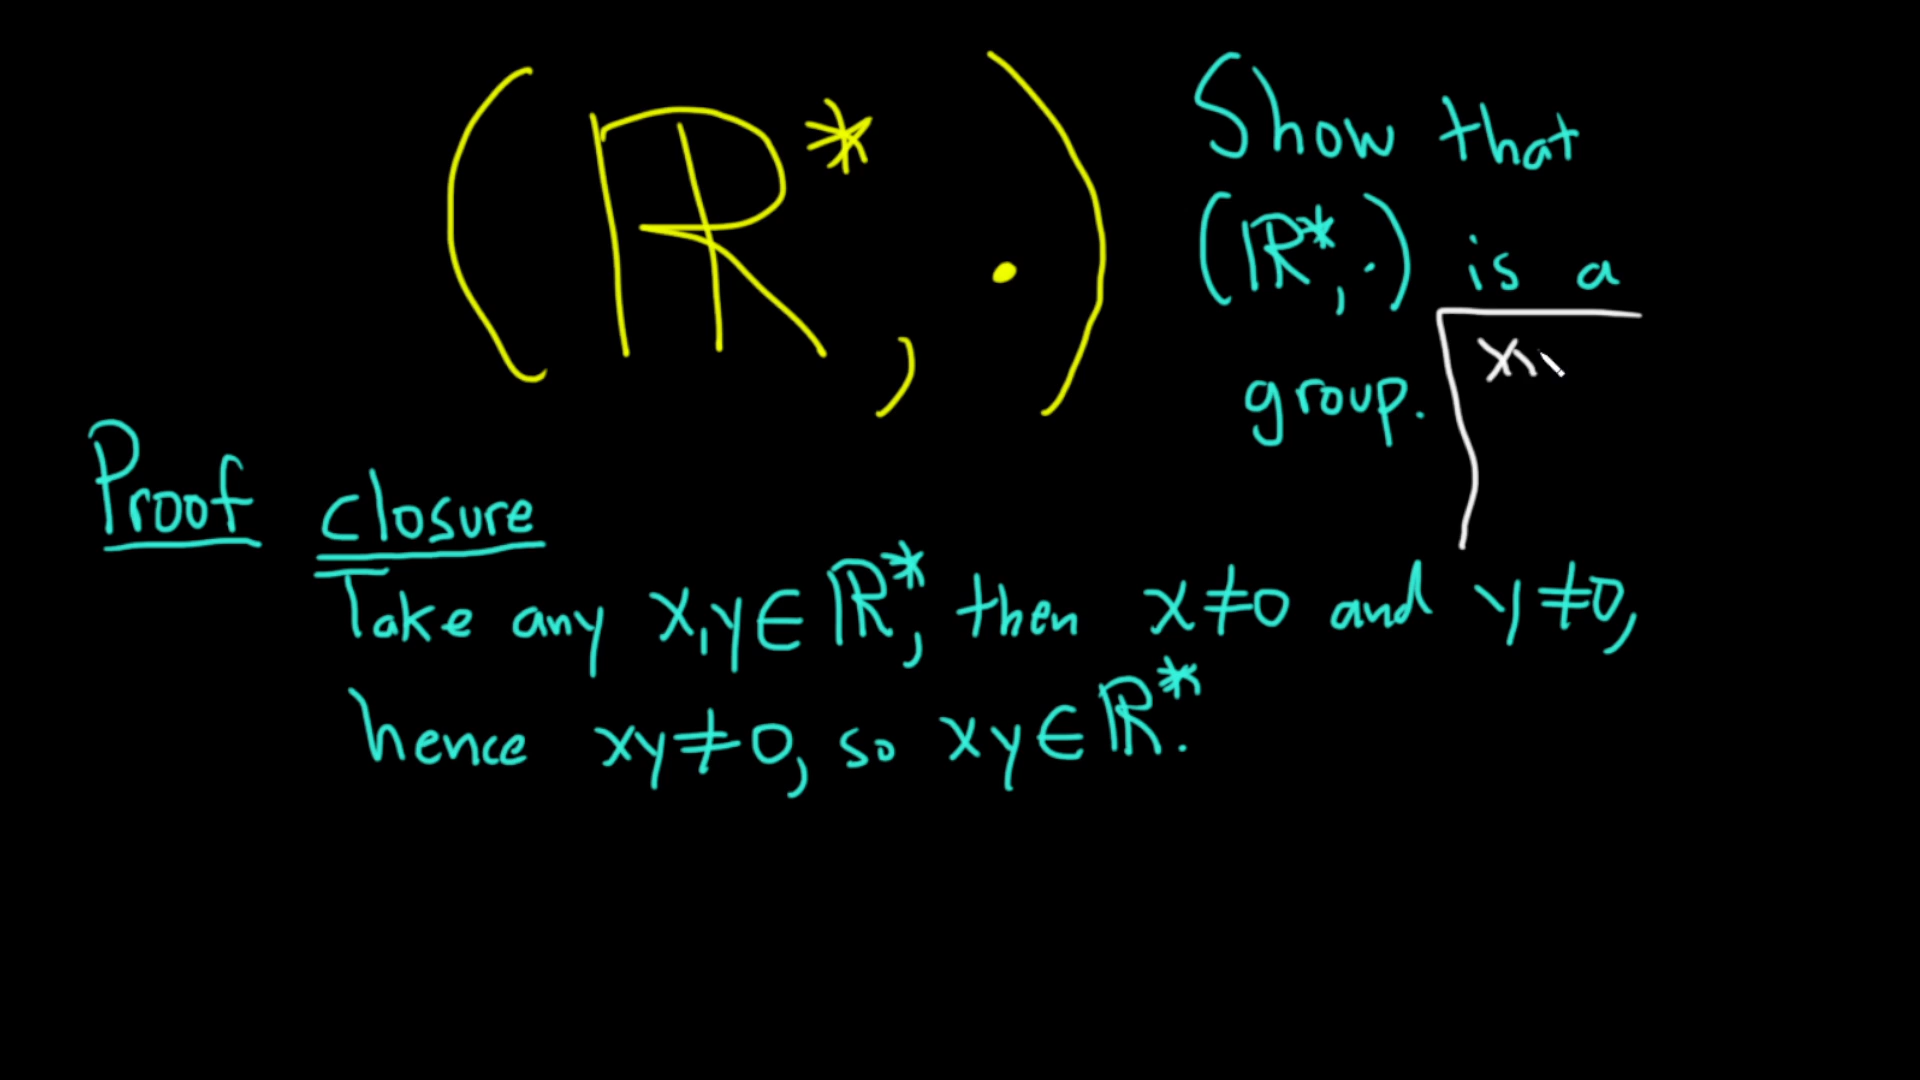 (ℝ*, ·)
Show that
(ℝ*, ·) is a
group.
Proof closure
Take any x,y∈ℝ*, then x≠0 and y≠0,
hence xy≠0, so xy∈ℝ*.